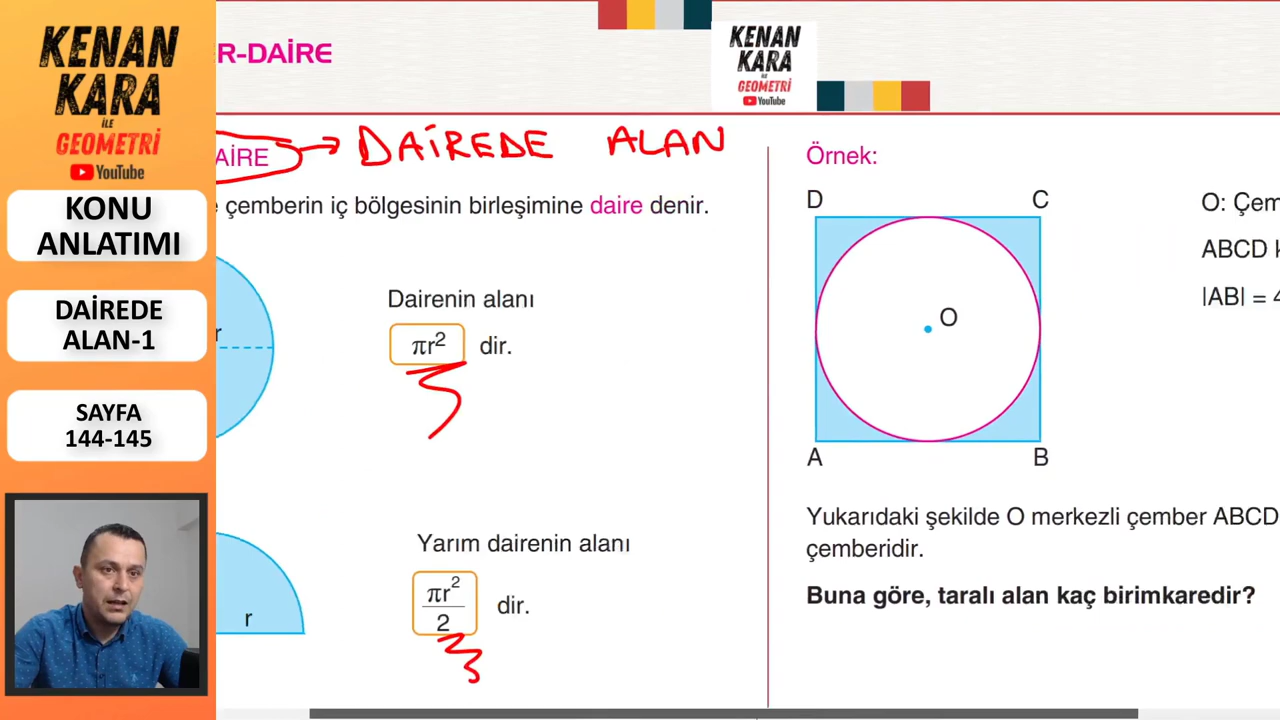 KENAN
KARA
İLE
GEOMETRİ
YouTube
KONU
ANLATIMI
DAİREDE
ALAN-1
SAYFA
144-145
R-DAİRE
KENAN
KARA
İLE
GEOMETRİ
YouTube
AİRE → DAİREDE ALAN
çemberin iç bölgesinin birleşimine daire denir.
r
Dairenin alanı
πr² dir.
Yarım dairenin alanı
πr²
2
dir.
r
Örnek:
D C
O
A B
O: Çem
ABCD k
|AB| = 4
Yukarıdaki şekilde O merkezli çember ABCD
çemberidir.
Buna göre, taralı alan kaç birimkaredir?